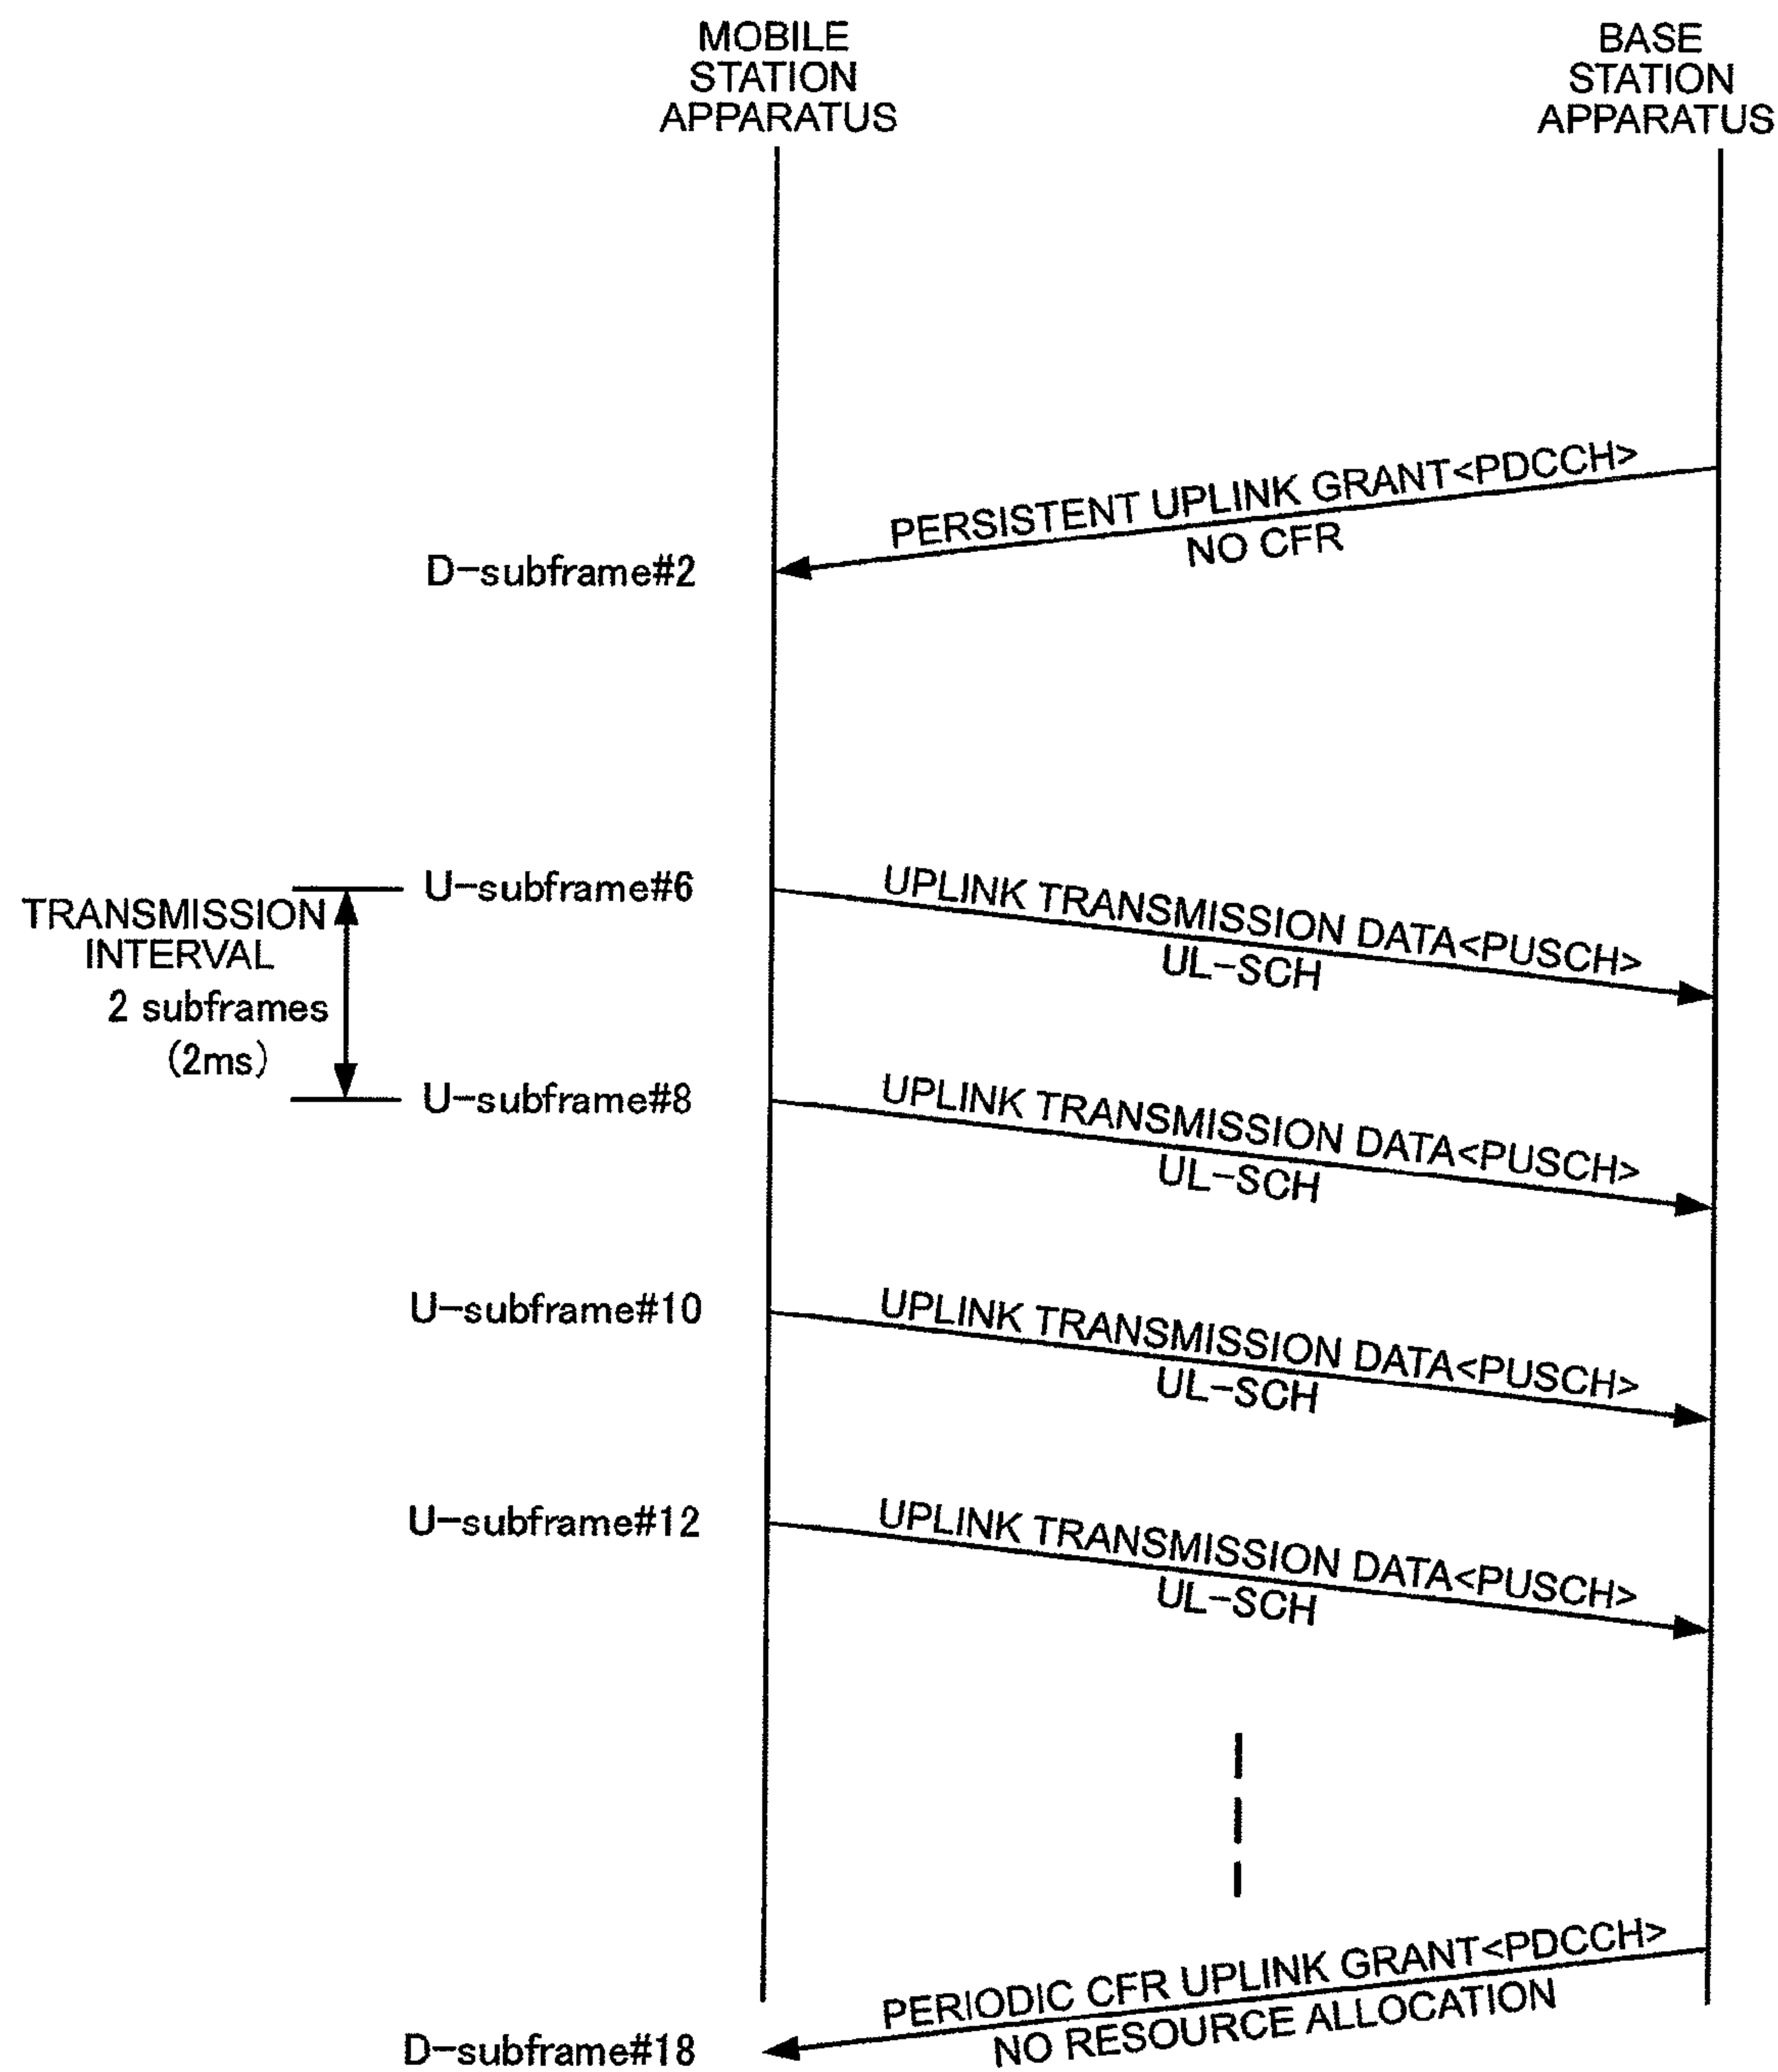 MOBILE
STATION
APPARATUS
BASE
STATION
APPARATUS
PERSISTENT UPLINK GRANT<PDCCH>
NO CFR
D-subframe#2
U-subframe#6
UPLINK TRANSMISSION DATA<PUSCH>
UL-SCH
TRANSMISSION
INTERVAL
2 subframes
(2ms)
U-subframe#8
UPLINK TRANSMISSION DATA<PUSCH>
UL-SCH
U-subframe#10
UPLINK TRANSMISSION DATA<PUSCH>
UL-SCH
U-subframe#12
UPLINK TRANSMISSION DATA<PUSCH>
UL-SCH
PERIODIC CFR UPLINK GRANT<PDCCH>
NO RESOURCE ALLOCATION
D-subframe#18